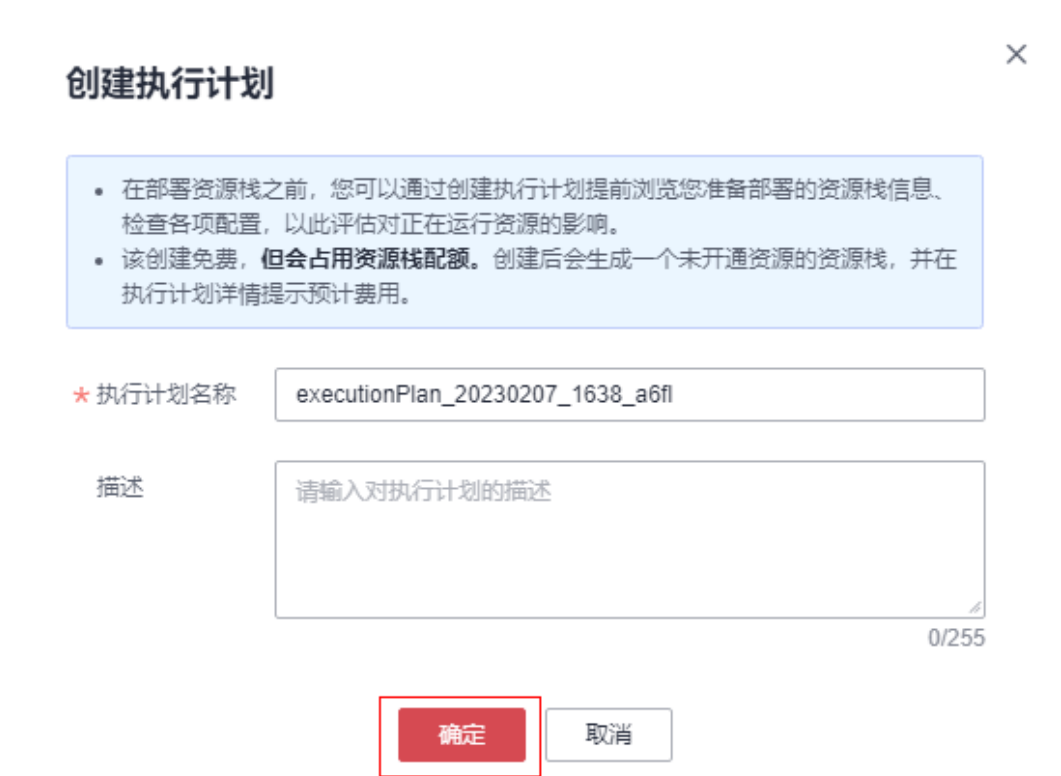 创建执行计划
在部署资源栈之前，您可以通过创建执行计划提前浏览您准备部署的资源栈信息、
检查各项配置，以此评估对正在运行资源的影响。
该创建免费，但会占用资源栈配额。创建后会生成一个未开通资源的资源栈，并在
执行计划详情提示预计费用。
* 执行计划名称 executionPlan_20230207_1638_a6fl
描述 请输入对执行计划的描述
0/255
确定 取消